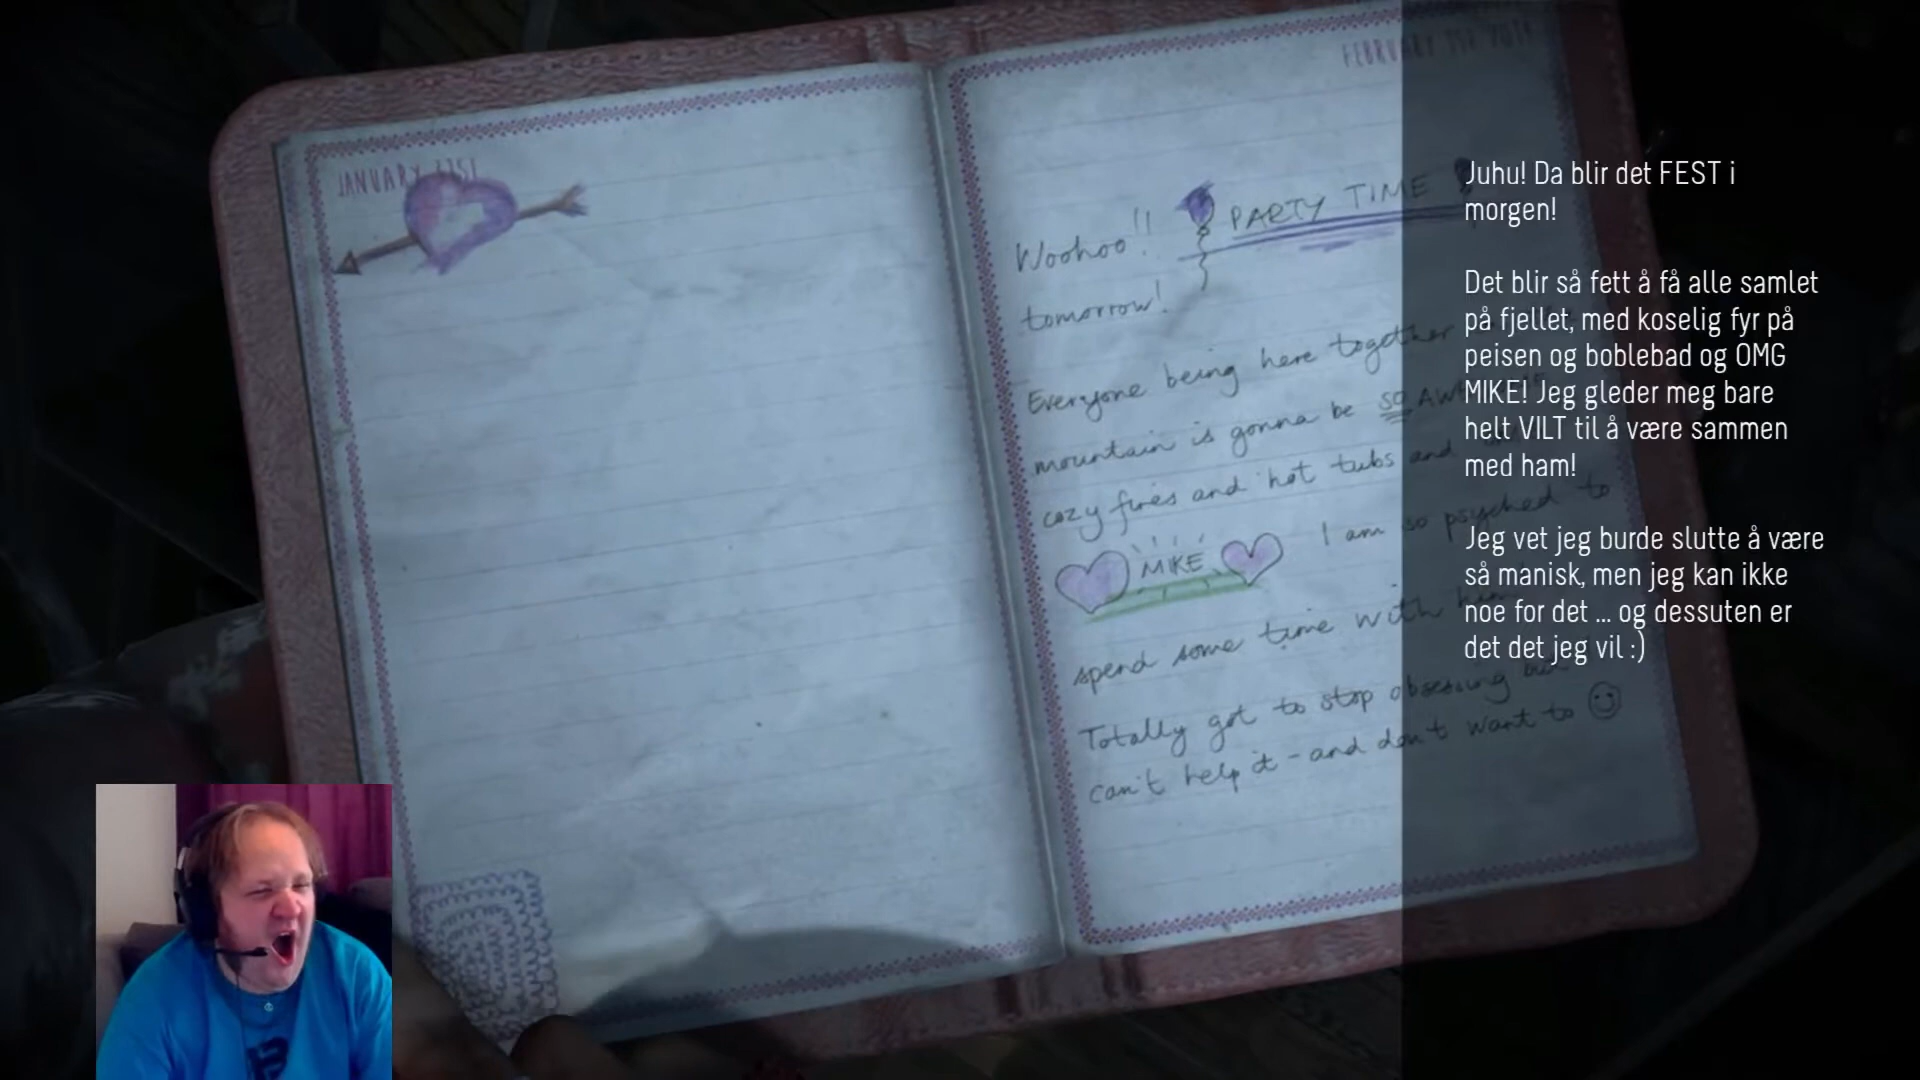 JANUARY 31ST
FEBRUARY 1ST 2014
Woohoo!! PARTY TIME!
tomorrow!
Everyone being here together
mountain is gonna be SO
cozy fires and hot tubs and
MIKE I am so psyched to
spend some time with him
Totally got to stop obsessing but
can't help it - and don't want to
Juhu! Da blir det FEST i
morgen!
Det blir så fett å få alle samlet
på fjellet, med koselig fyr på
peisen og boblebad og OMG
MIKE! Jeg gleder meg bare
helt VILT til å være sammen
med ham!
Jeg vet jeg burde slutte å være
så manisk, men jeg kan ikke
noe for det ... og dessuten er
det det jeg vil :)